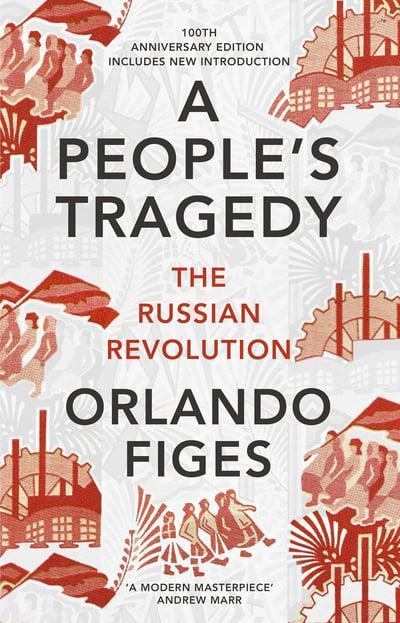 100TH
ANNIVERSARY EDITION
INCLUDES NEW INTRODUCTION
A
PEOPLE'S
TRAGEDY
THE
RUSSIAN
REVOLUTION
ORLANDO
FIGES
'A MODERN MASTERPIECE'
ANDREW MARR